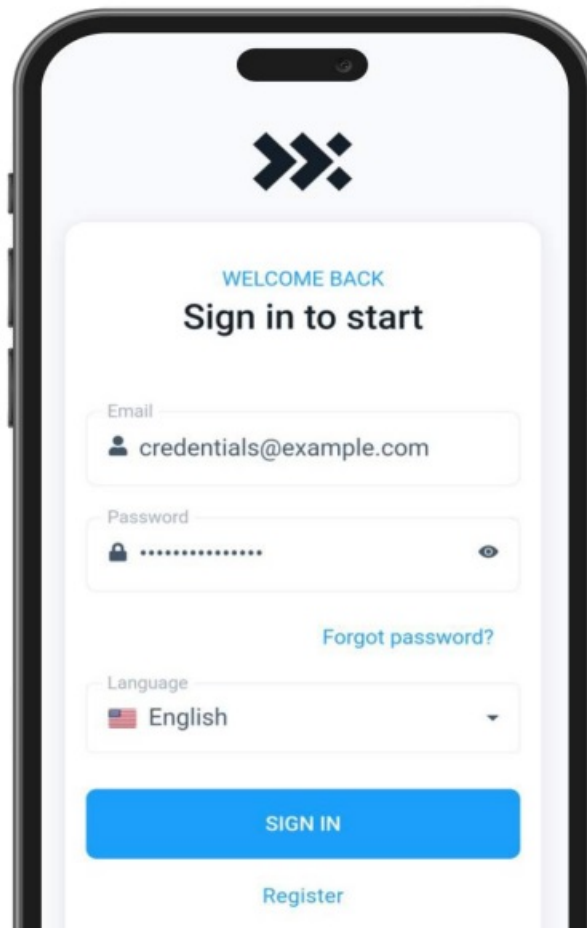 WELCOME BACK
Sign in to start
Email
credentials@example.com
Password
•••••••••••••••
Forgot password?
Language
English
SIGN IN
Register